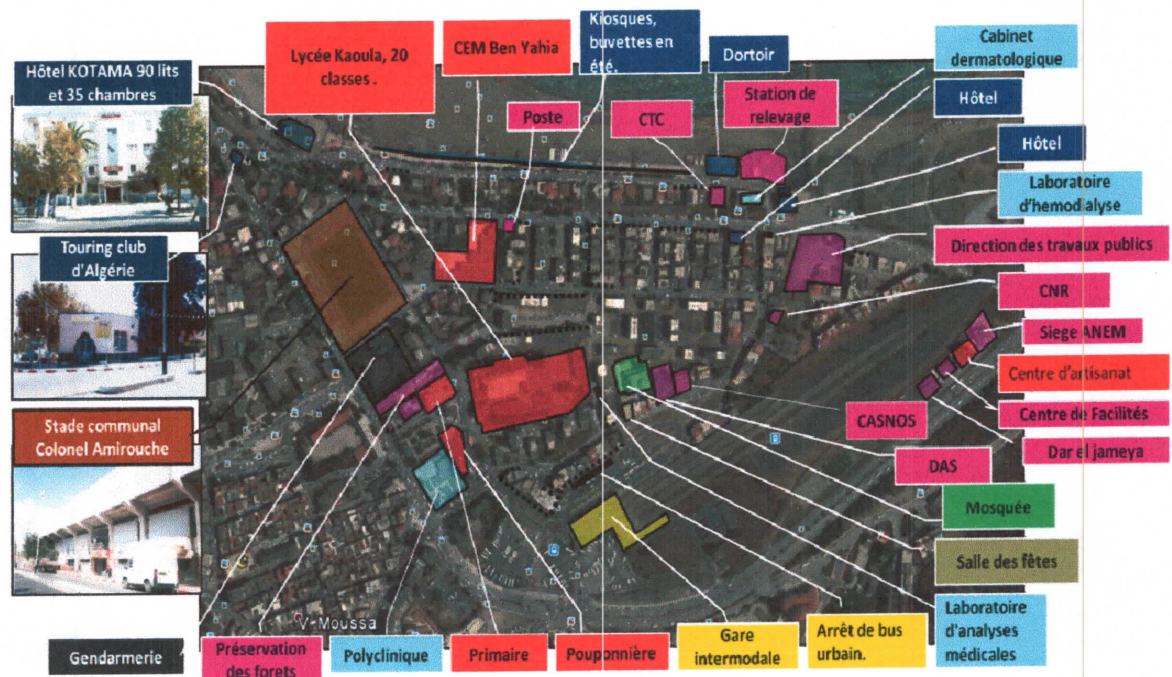 Hôtel KOTAMA 90 lits
et 35 chambres
Lycée Kaoula, 20
classes .
CEM Ben Yahia
Kiosques,
buvettes en
été.
Dortoir
Cabinet
dermatologique
Poste
CTC
Station de
relevage
Hôtel
Hôtel
Laboratoire
d'hemodialyse
Touring club
d'Algérie
Direction des travaux publics
CNR
Siege ANEM
Centre d'artisanat
Stade communal
Colonel Amirouche
CASNOS
Centre de Facilités
Dar el jameya
DAS
Mosquée
Salle des fêtes
V-Moussa
Gendarmerie
Préservation
des forets
Polyclinique
Primaire
Pouponnière
Gare
intermodale
Arrêt de bus
urbain.
Laboratoire
d'analyses
médicales